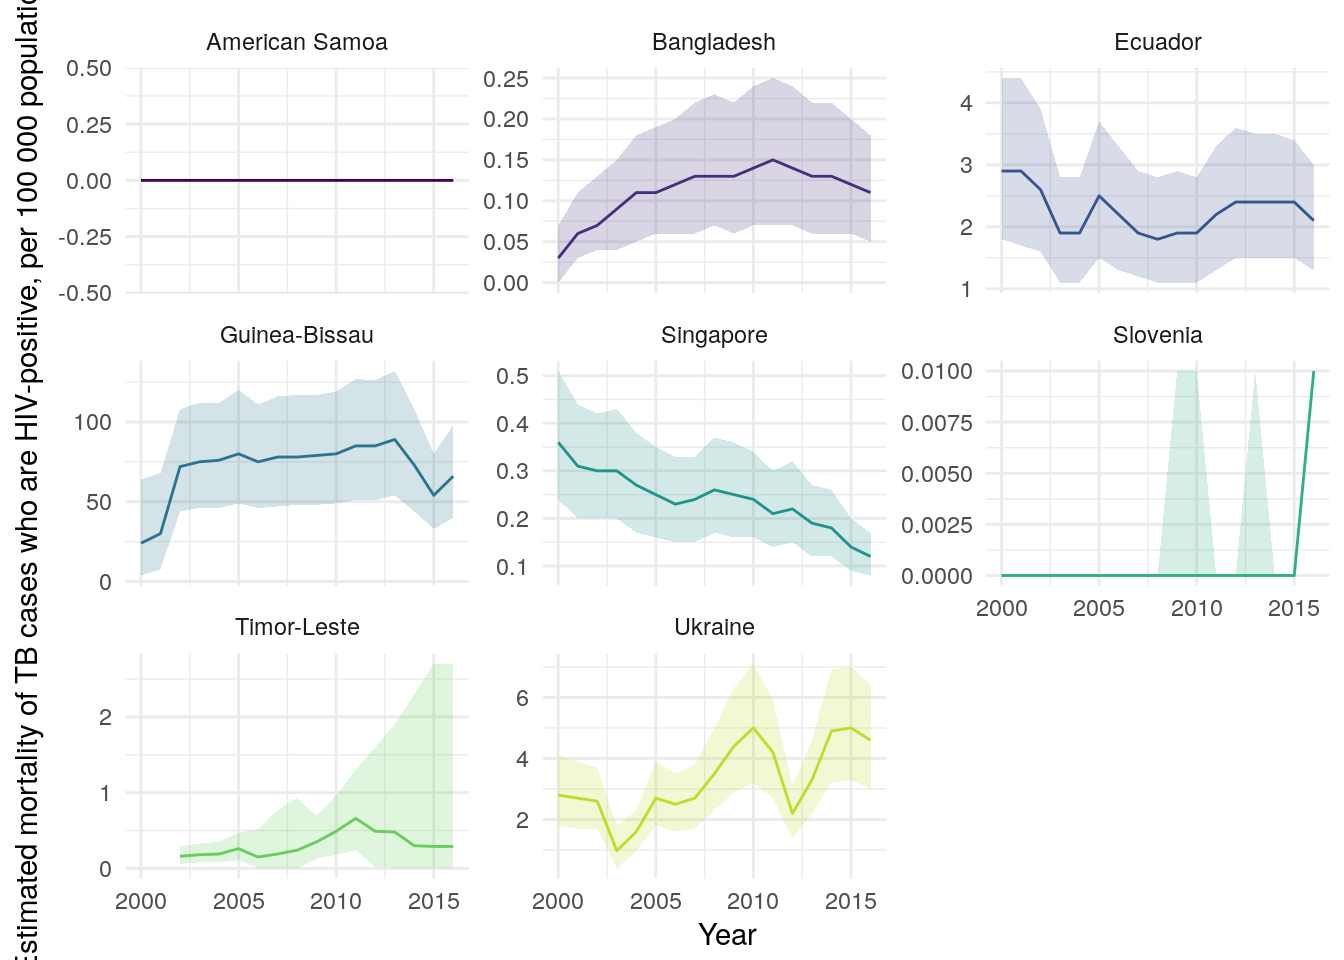 Estimated mortality of TB cases who are HIV-positive, per 100 000 populatio
American Samoa
0.50
0.25
0.00
-0.25
-0.50
Bangladesh
0.25
0.20
0.15
0.10
0.05
0.00
Ecuador
4
3
2
1
Guinea-Bissau
100
50
0
Singapore
0.5
0.4
0.3
0.2
0.1
Slovenia
0.0100
0.0075
0.0050
0.0025
0.0000
2000 2005 2010 2015
Timor-Leste
2
1
0
2000 2005 2010 2015
Ukraine
6
4
2
2000 2005 2010 2015
Year